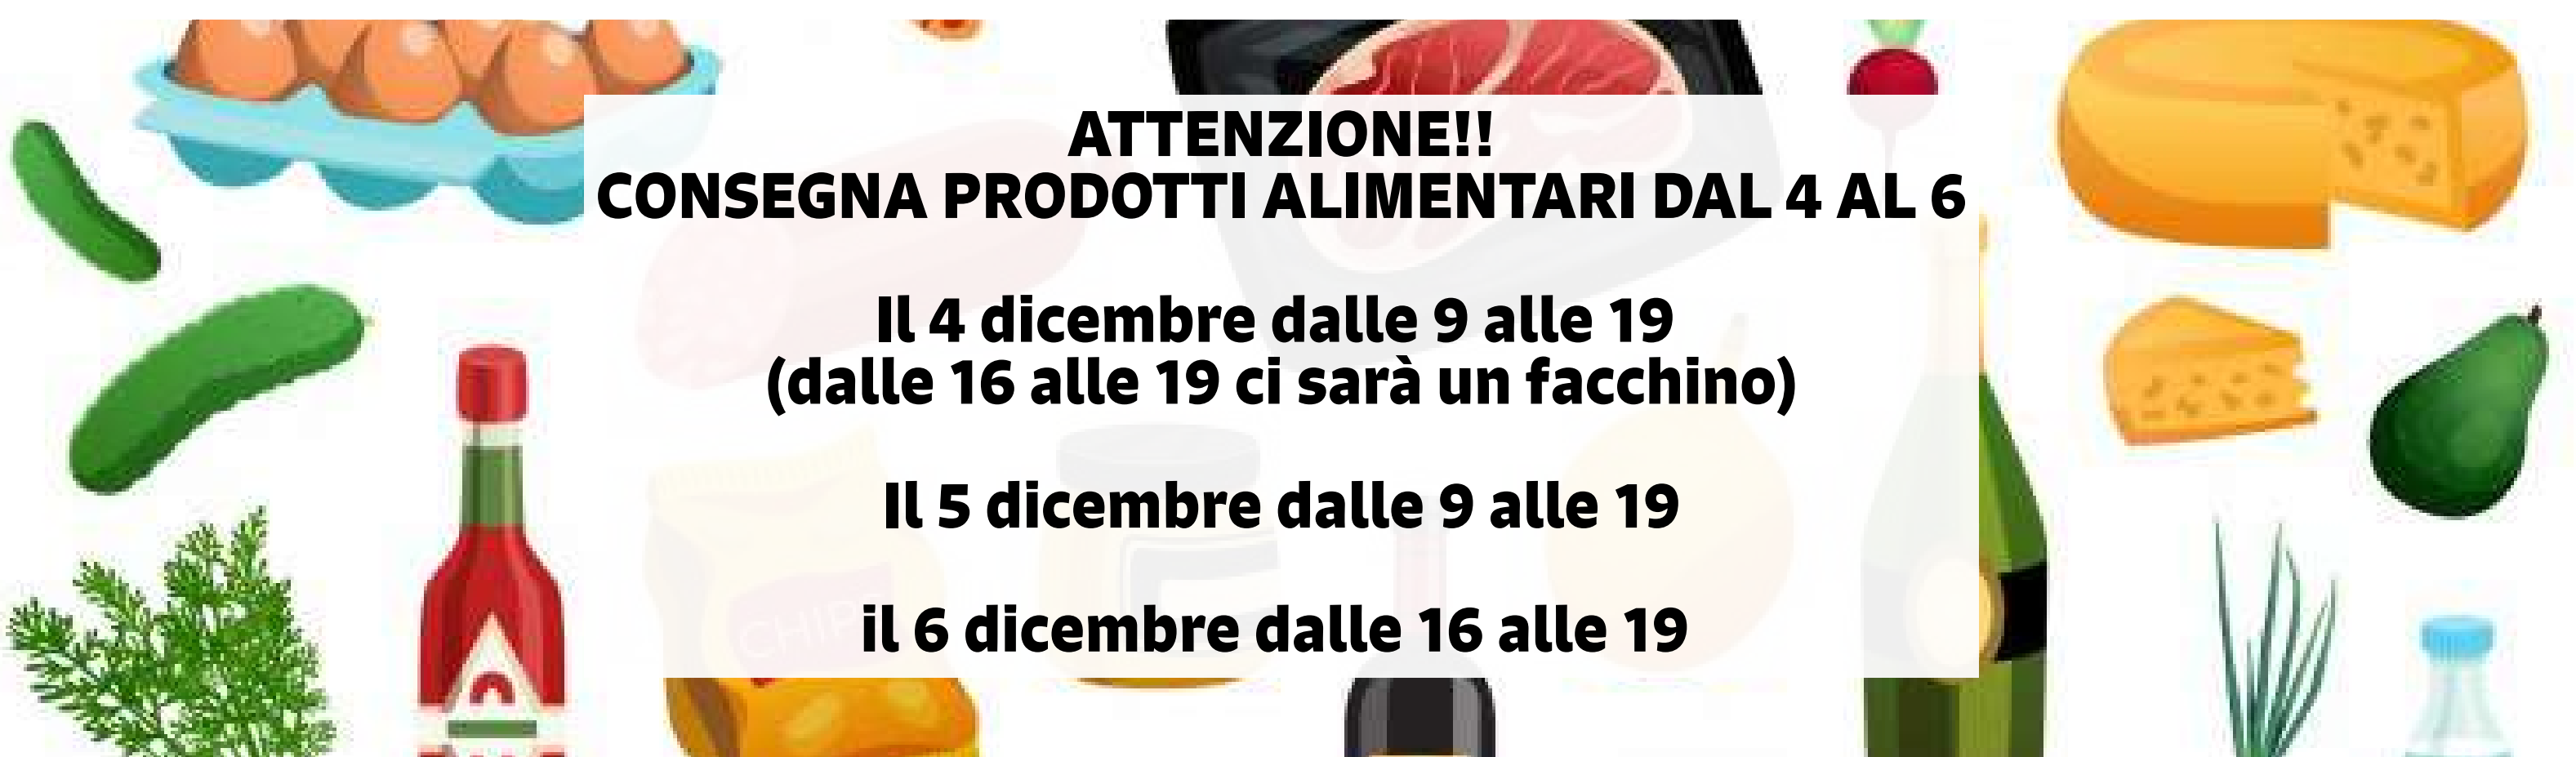 ATTENZIONE!!
CONSEGNA PRODOTTI ALIMENTARI DAL 4 AL 6
Il 4 dicembre dalle 9 alle 19
(dalle 16 alle 19 ci sarà un facchino)
Il 5 dicembre dalle 9 alle 19
il 6 dicembre dalle 16 alle 19
CHIPS